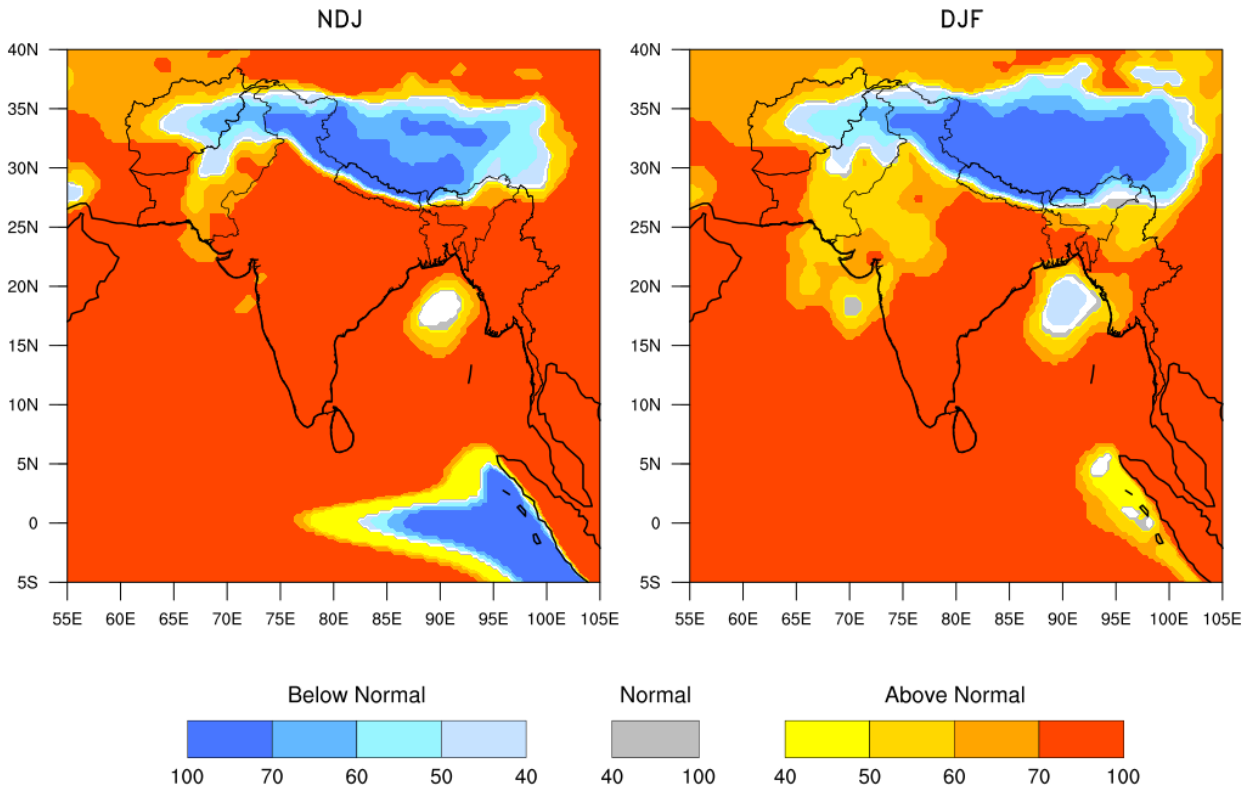 NDJ DJF
40N 40N
35N 35N
30N 30N
25N 25N
20N 20N
15N 15N
10N 10N
5N 5N
0 0
5S 5S
55E 60E 65E 70E 75E 80E 85E 90E 95E 100E 105E 55E 60E 65E 70E 75E 80E 85E 90E 95E 100E 105E
Below Normal Normal Above Normal
100 70 60 50 40 40 100 40 50 60 70 100